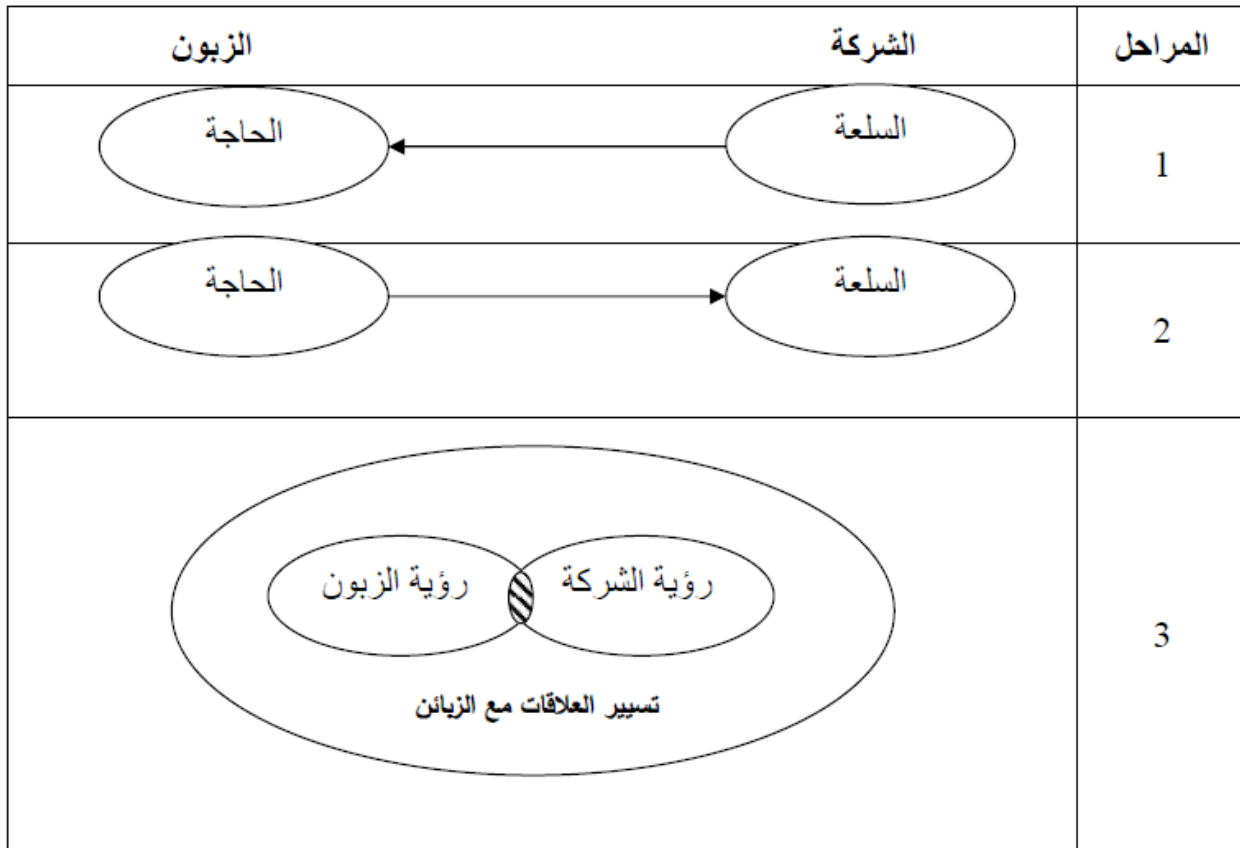 المراحل
الشركة
الزبون
1
السلعة
الحاجة
2
السلعة
الحاجة
3
رؤية الشركة
رؤية الزبون
تسيير العلاقات مع الزبائن